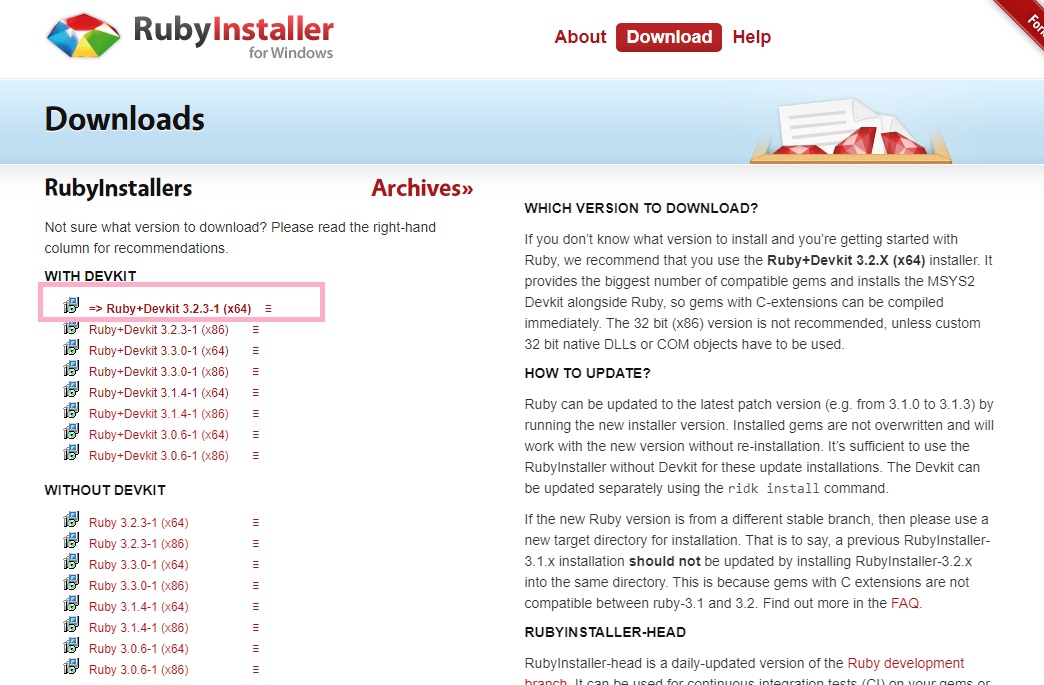 RubyInstaller
for Windows
About Download Help
Downloads
RubyInstallers
Archives»
Not sure what version to download? Please read the right-hand
column for recommendations.
WITH DEVKIT
=> Ruby+Devkit 3.2.3-1 (x64)
Ruby+Devkit 3.2.3-1 (x86)
Ruby+Devkit 3.3.0-1 (x64)
Ruby+Devkit 3.3.0-1 (x86)
Ruby+Devkit 3.1.4-1 (x64)
Ruby+Devkit 3.1.4-1 (x86)
Ruby+Devkit 3.0.6-1 (x64)
Ruby+Devkit 3.0.6-1 (x86)
WITHOUT DEVKIT
Ruby 3.2.3-1 (x64)
Ruby 3.2.3-1 (x86)
Ruby 3.3.0-1 (x64)
Ruby 3.3.0-1 (x86)
Ruby 3.1.4-1 (x64)
Ruby 3.1.4-1 (x86)
Ruby 3.0.6-1 (x64)
Ruby 3.0.6-1 (x86)
WHICH VERSION TO DOWNLOAD?
If you don’t know what version to install and you’re getting started with
Ruby, we recommend that you use the Ruby+Devkit 3.2.X (x64) installer. It
provides the biggest number of compatible gems and installs the MSYS2
Devkit alongside Ruby, so gems with C-extensions can be compiled
immediately. The 32 bit (x86) version is not recommended, unless custom
32 bit native DLLs or COM objects have to be used.
HOW TO UPDATE?
Ruby can be updated to the latest patch version (e.g. from 3.1.0 to 3.1.3) by
running the new installer version. Installed gems are not overwritten and will
work with the new version without re-installation. It’s sufficient to use the
RubyInstaller without Devkit for these update installations. The Devkit can
be updated separately using the ridk install command.
If the new Ruby version is from a different stable branch, then please use a
new target directory for installation. That is to say, a previous RubyInstaller-
3.1.x installation should not be updated by installing RubyInstaller-3.2.x
into the same directory. This is because gems with C extensions are not
compatible between ruby-3.1 and 3.2. Find out more in the FAQ.
RUBYINSTALLER-HEAD
RubyInstaller-head is a daily-updated version of the Ruby development
branch. It can be used for continuous integration tests (CI) on your gems or